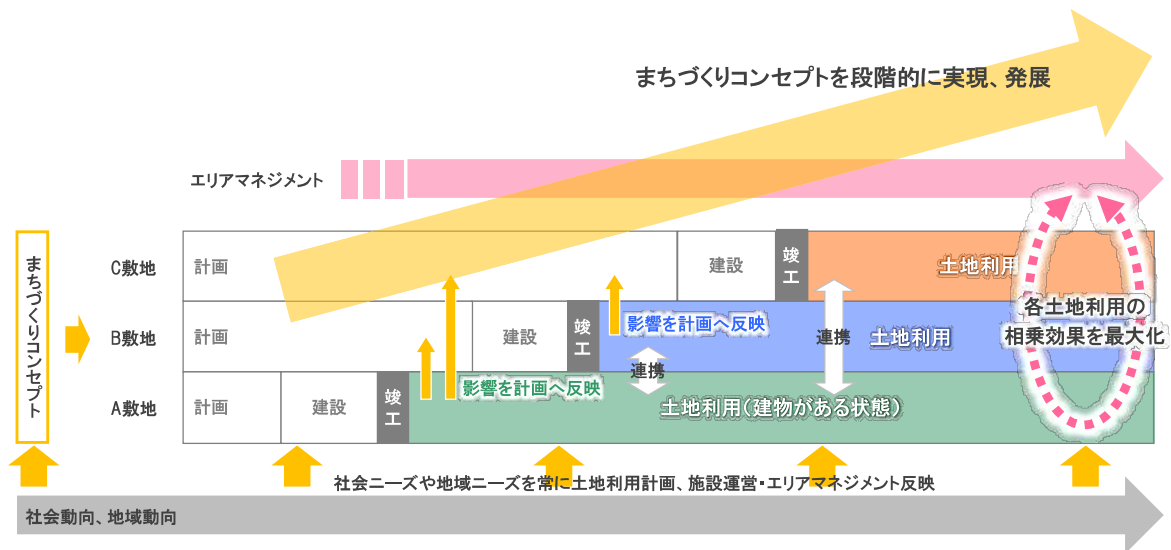 まちづくりコンセプトを段階的に実現、発展
エリアマネジメント
まちづくりコンセプト
C敷地
計画
建設
竣工
土地利用
B敷地
計画
建設
竣工
影響を計画へ反映
連携
土地利用
各土地利用の
相乗効果を最大化
A敷地
計画
建設
竣工
影響を計画へ反映
連携
土地利用(建物がある状態)
社会ニーズや地域ニーズを常に土地利用計画、施設運営・エリアマネジメント反映
社会動向、地域動向